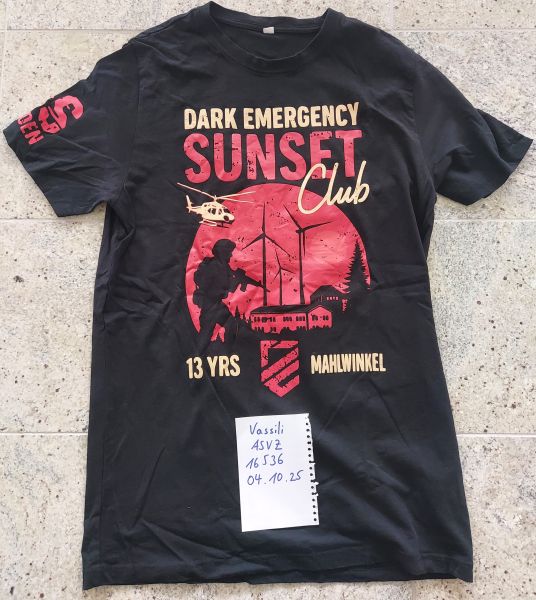 DARK EMERGENCY
SUNSET
Club
13 YRS
MAHLWINKEL
Vassili
ASVZ
16536
04.10.25